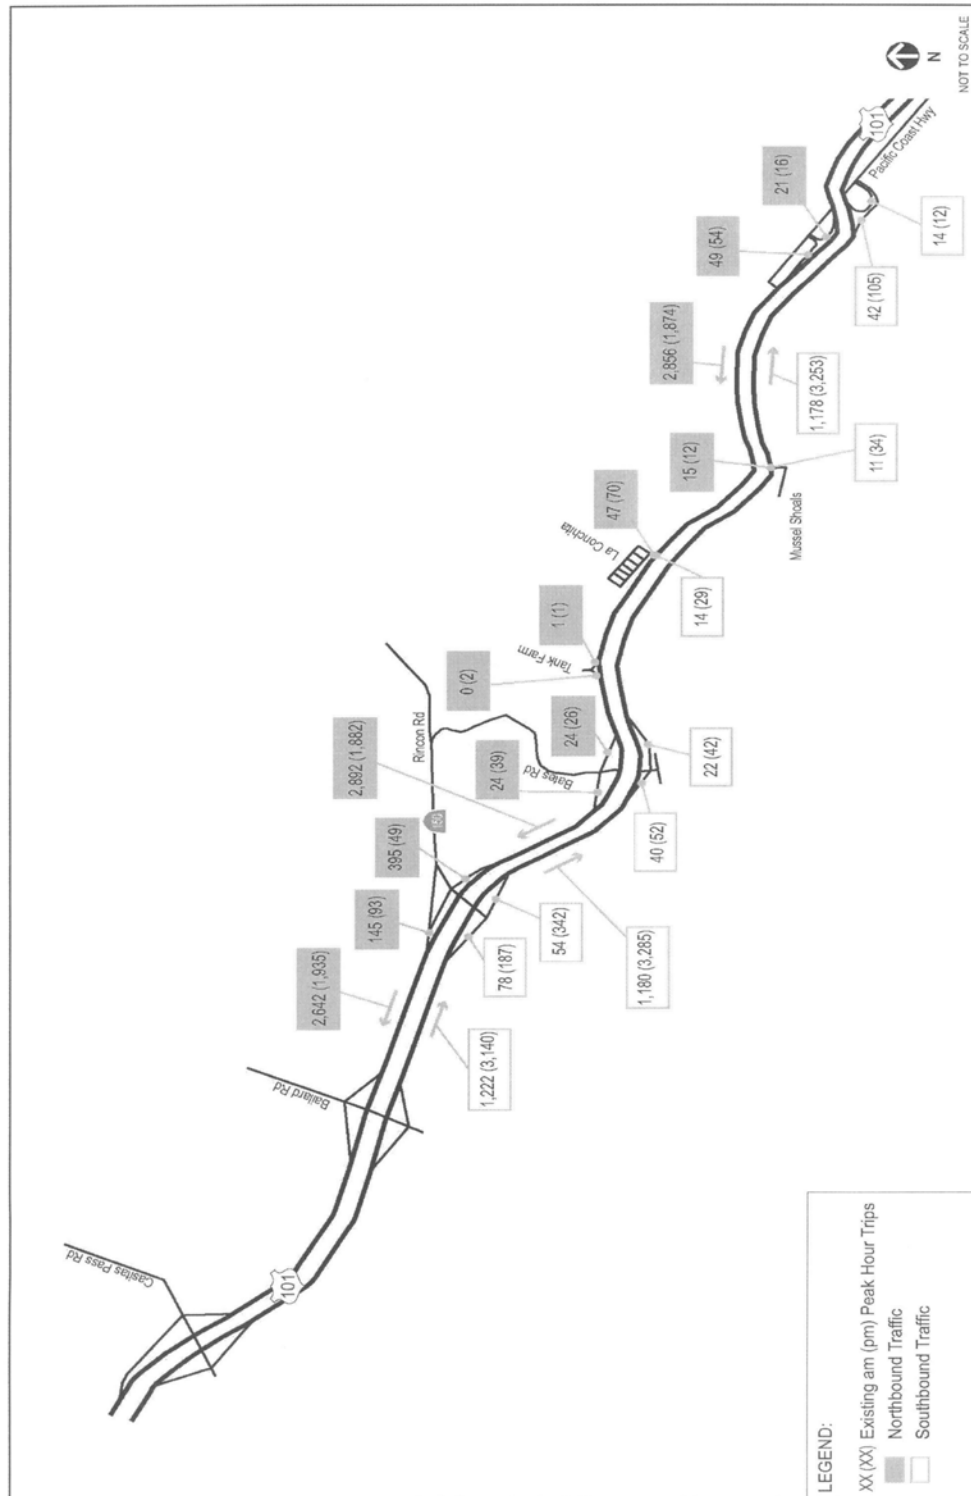 Casitas Pass Rd
101
Bailard Rd
2,642 (1,935)
1,222 (3,140)
145 (93)
395 (49)
78 (187)
54 (342)
150
Rincon Rd
2,892 (1,882)
1,180 (3,285)
24 (39)
Bates Rd
24 (26)
40 (52)
22 (42)
0 (2)
Tank Farm
1 (1)
La Conchita
47 (70)
14 (29)
15 (12)
Mussel Shoals
11 (34)
2,856 (1,874)
1,178 (3,253)
49 (54)
21 (16)
42 (105)
14 (12)
Pacific Coast Hwy
101
N
NOT TO SCALE
LEGEND:
XX (XX) Existing am (pm) Peak Hour Trips
Northbound Traffic
Southbound Traffic